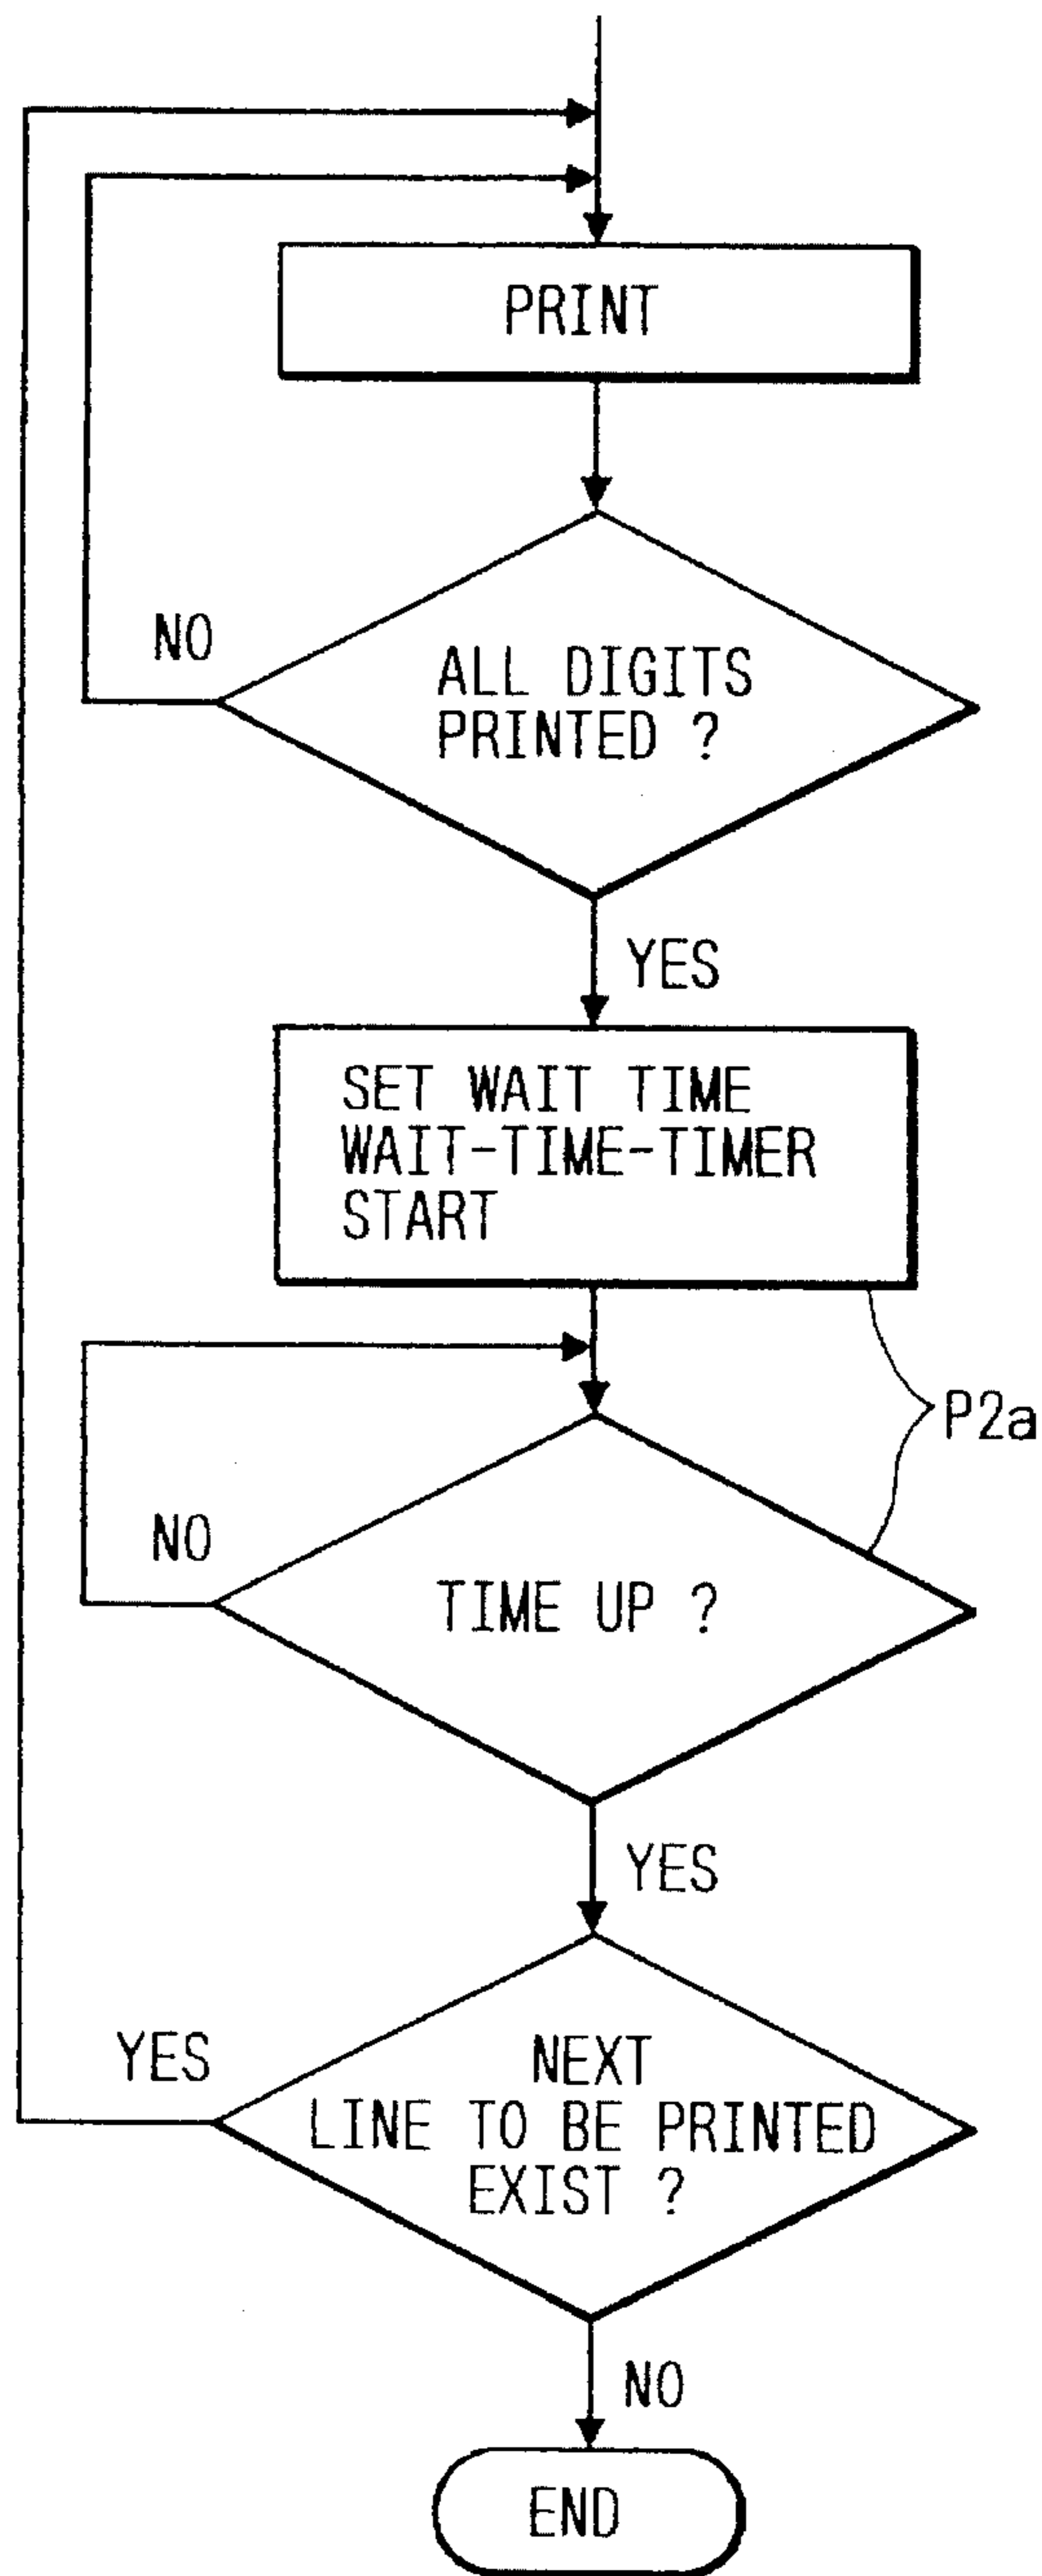 PRINT
NO
ALL DIGITS
PRINTED ?
YES
SET WAIT TIME
WAIT-TIME-TIMER
START
P2a
NO
TIME UP ?
YES
YES
NEXT
LINE TO BE PRINTED
EXIST ?
NO
END